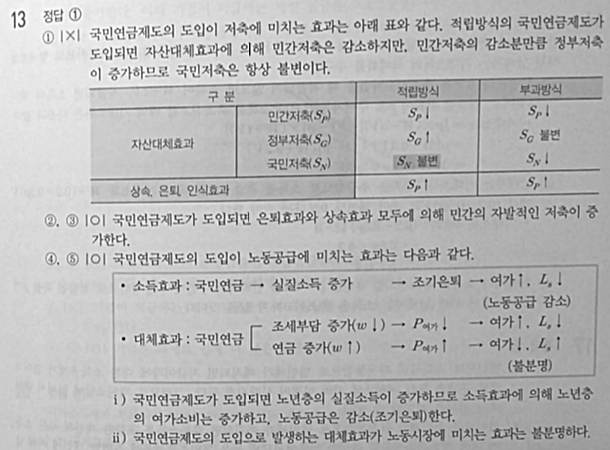 13 정답 ①
① |×| 국민연금제도의 도입이 저축에 미치는 효과는 아래 표와 같다. 적립방식의 국민연금제도가
도입되면 자산대체효과에 의해 민간저축은 감소하지만, 민간저축의 감소분만큼 정부저축
이 증가하므로 국민저축은 항상 불변이다.
구 분 적립방식 부과방식
자산대체효과 민간저축(S_P) S_P↓ S_P↓
정부저축(S_G) S_G↑ S_G 불변
국민저축(S_N) S_N 불변 S_N↓
상속, 은퇴, 인식효과 S_P↑ S_P↑
②, ③ |○| 국민연금제도가 도입되면 은퇴효과와 상속효과 모두에 의해 민간의 자발적인 저축이 증
가한다.
④, ⑤ |○| 국민연금제도의 도입이 노동공급에 미치는 효과는 다음과 같다.
• 소득효과 : 국민연금 → 실질소득 증가 → 조기은퇴 → 여가↑, L_s↓
(노동공급 감소)
• 대체효과 : 국민연금 [ 조세부담 증가(w↓) → P여가↓ → 여가↑, L_s↓
연금 증가(w↑) → P여가↑ → 여가↓, L_s↑
(불분명)
ⅰ) 국민연금제도가 도입되면 노년층의 실질소득이 증가하므로 소득효과에 의해 노년층
의 여가소비는 증가하고, 노동공급은 감소(조기은퇴)한다.
ⅱ) 국민연금제도의 도입으로 발생하는 대체효과가 노동시장에 미치는 효과는 불분명하다.